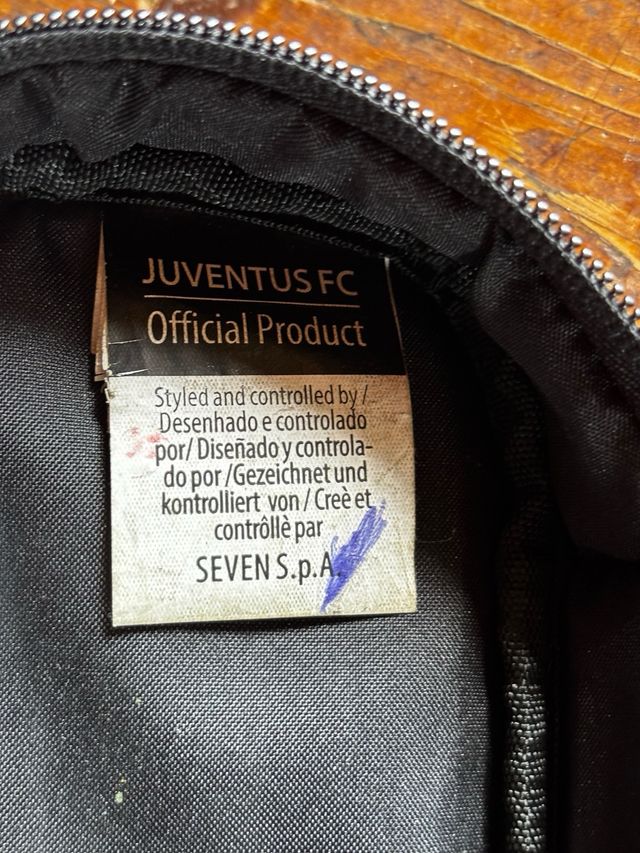 JUVENTUS FC
Official Product
Styled and controlled by /
Desenhado e controlado
por/ Diseñado y controla-
do por /Gezeichnet und
kontrolliert von / Creè et
contrôllè par
SEVEN S.p.A.